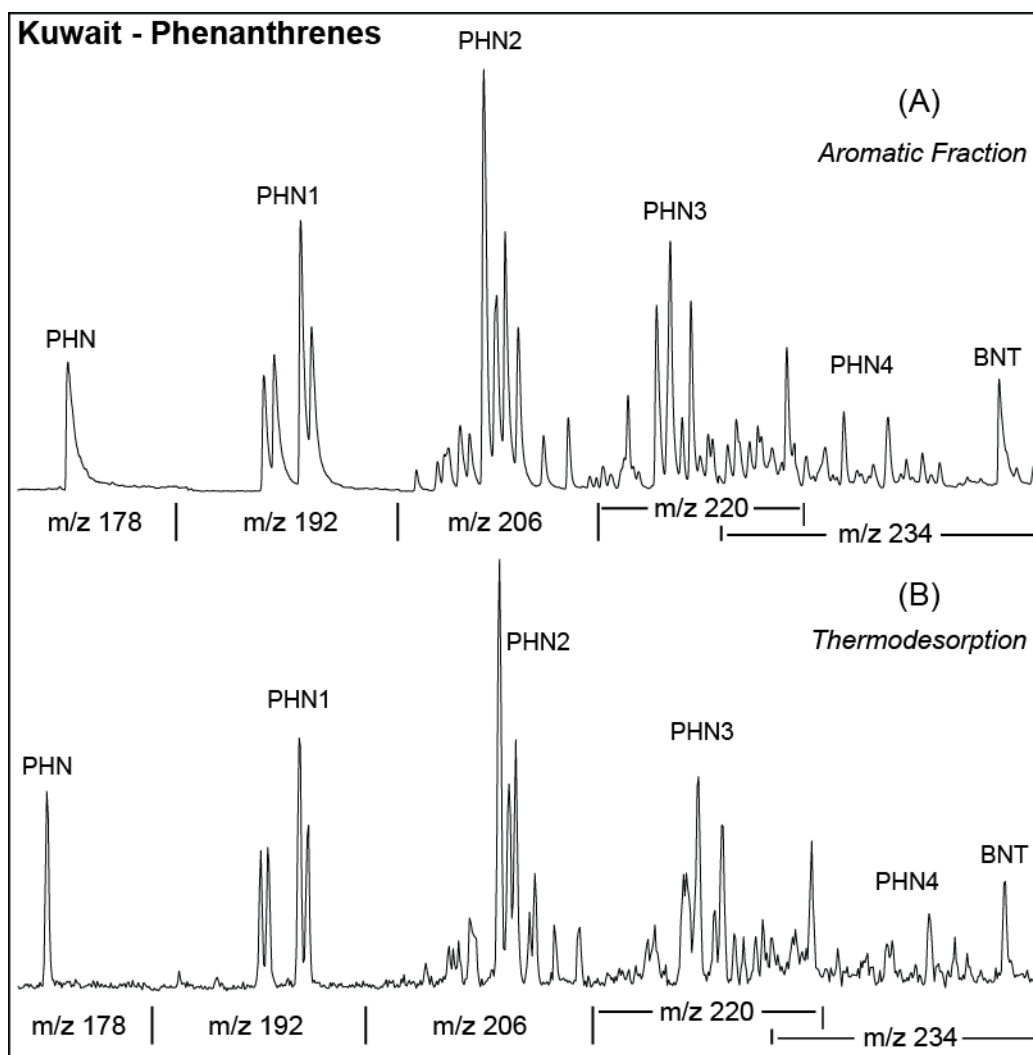 Kuwait - Phenanthrenes
PHN2
(A)
Aromatic Fraction
PHN1
PHN3
PHN
PHN4
BNT
m/z 178
m/z 192
m/z 206
m/z 220
m/z 234
(B)
Thermodesorption
PHN2
PHN1
PHN3
PHN
BNT
PHN4
m/z 178
m/z 192
m/z 206
m/z 220
m/z 234